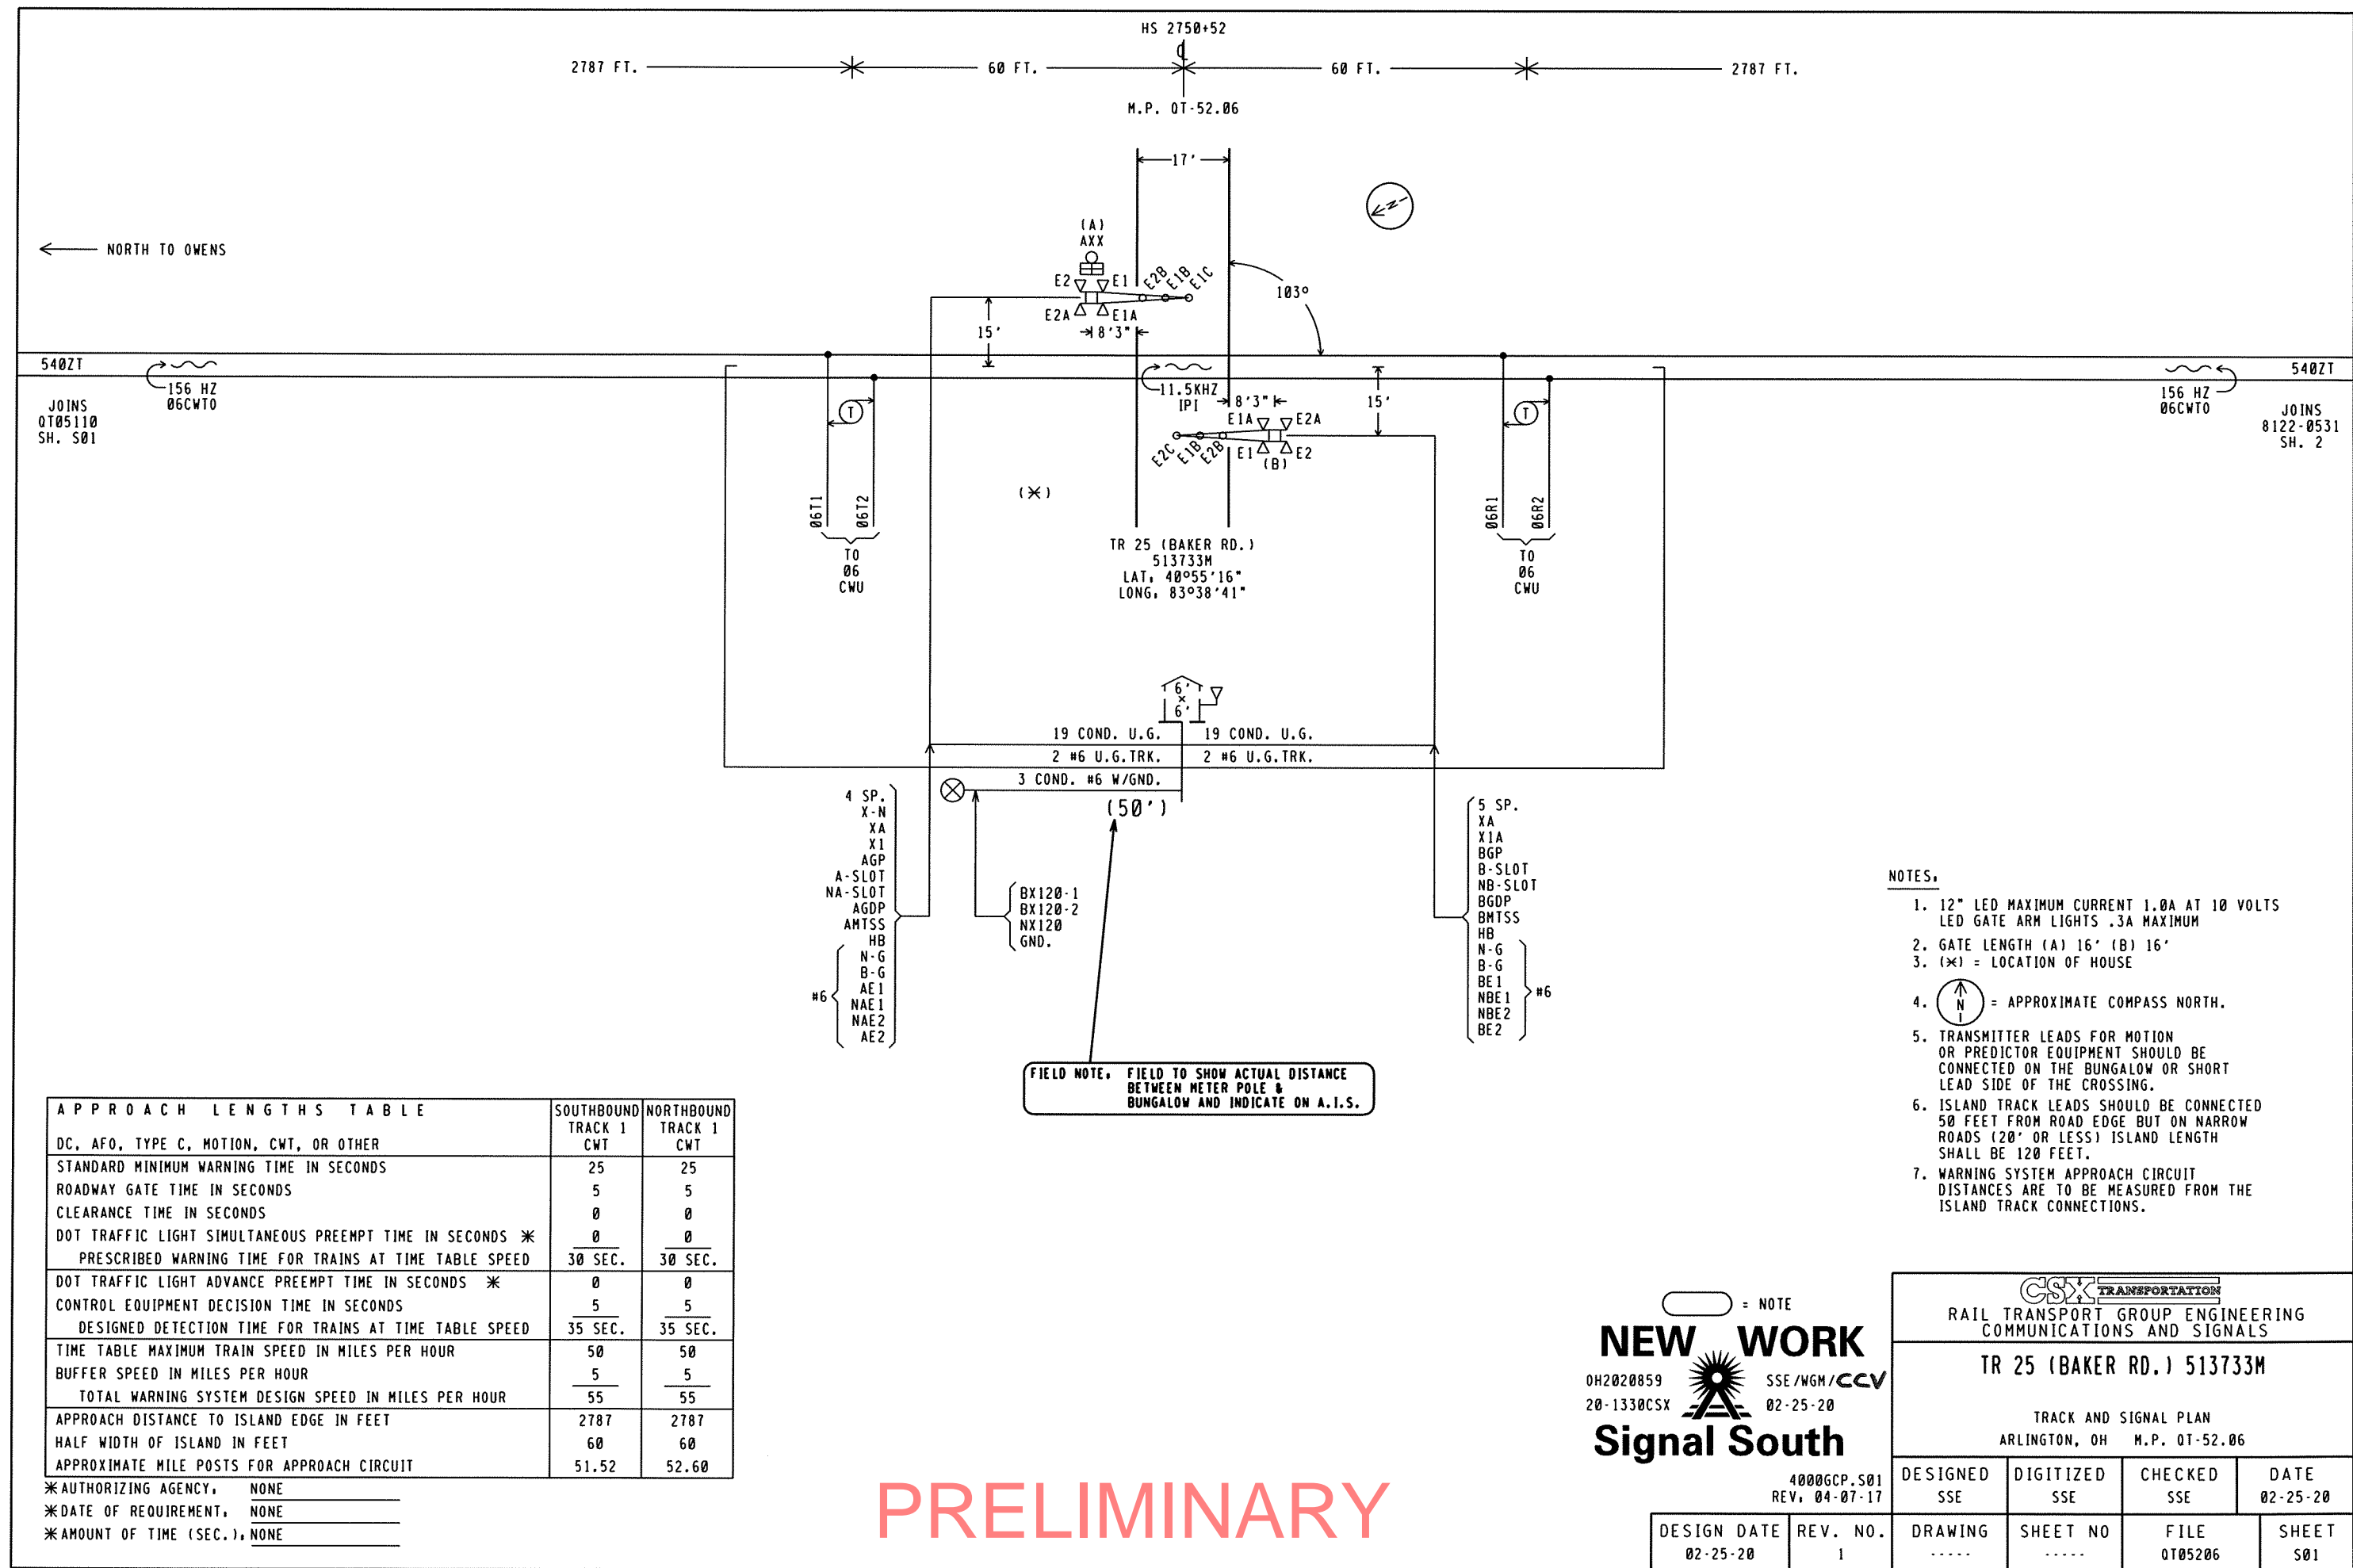 HS 2750+52
2787 FT.
60 FT.
60 FT.
2787 FT.
M.P. QT-52.06
17'
N
NORTH TO OWENS
(A)
AXX
E2
E1
E2B
E1B
E1C
E2A
E1A
8'3"
15'
103°
540ZT
156 HZ
06CWTO
JOINS
QT05110
SH. S01
T
11.5KHZ
IPI
8'3"
E1A
E2A
E2C
E1B
E2B
E1
E2
(B)
15'
T
156 HZ
06CWTO
540ZT
JOINS
8122-0531
SH. 2
(*)
06T1
06T2
TO
06
CWU
06R1
06R2
TO
06
CWU
TR 25 (BAKER RD.)
513733M
LAT. 40°55'16"
LONG. 83°38'41"
6'
×
6'
19 COND. U.G.
19 COND. U.G.
2 #6 U.G.TRK.
2 #6 U.G.TRK.
3 COND. #6 W/GND.
(50')
4 SP.
X-N
XA
X1
AGP
A-SLOT
NA-SLOT
AGDP
AMTSS
HB
N-G
B-G
AE1
NAE1
NAE2
AE2
#6
BX120-1
BX120-2
NX120
GND.
5 SP.
XA
X1A
BGP
B-SLOT
NB-SLOT
BGDP
BMTSS
HB
N-G
B-G
BE1
NBE1
NBE2
BE2
#6
FIELD NOTE. FIELD TO SHOW ACTUAL DISTANCE
BETWEEN METER POLE &
BUNGALOW AND INDICATE ON A.I.S.
NOTES.
1. 12" LED MAXIMUM CURRENT 1.0A AT 10 VOLTS
LED GATE ARM LIGHTS .3A MAXIMUM
2. GATE LENGTH (A) 16' (B) 16'
3. (*) = LOCATION OF HOUSE
4. N = APPROXIMATE COMPASS NORTH.
5. TRANSMITTER LEADS FOR MOTION
OR PREDICTOR EQUIPMENT SHOULD BE
CONNECTED ON THE BUNGALOW OR SHORT
LEAD SIDE OF THE CROSSING.
6. ISLAND TRACK LEADS SHOULD BE CONNECTED
50 FEET FROM ROAD EDGE BUT ON NARROW
ROADS (20' OR LESS) ISLAND LENGTH
SHALL BE 120 FEET.
7. WARNING SYSTEM APPROACH CIRCUIT
DISTANCES ARE TO BE MEASURED FROM THE
ISLAND TRACK CONNECTIONS.
APPROACH LENGTHS TABLE
DC, AFO, TYPE C, MOTION, CWT, OR OTHER
SOUTHBOUND
TRACK 1
CWT
NORTHBOUND
TRACK 1
CWT
STANDARD MINIMUM WARNING TIME IN SECONDS 25 25
ROADWAY GATE TIME IN SECONDS 5 5
CLEARANCE TIME IN SECONDS 0 0
DOT TRAFFIC LIGHT SIMULTANEOUS PREEMPT TIME IN SECONDS * 0 0
PRESCRIBED WARNING TIME FOR TRAINS AT TIME TABLE SPEED 30 SEC. 30 SEC.
DOT TRAFFIC LIGHT ADVANCE PREEMPT TIME IN SECONDS * 0 0
CONTROL EQUIPMENT DECISION TIME IN SECONDS 5 5
DESIGNED DETECTION TIME FOR TRAINS AT TIME TABLE SPEED 35 SEC. 35 SEC.
TIME TABLE MAXIMUM TRAIN SPEED IN MILES PER HOUR 50 50
BUFFER SPEED IN MILES PER HOUR 5 5
TOTAL WARNING SYSTEM DESIGN SPEED IN MILES PER HOUR 55 55
APPROACH DISTANCE TO ISLAND EDGE IN FEET 2787 2787
HALF WIDTH OF ISLAND IN FEET 60 60
APPROXIMATE MILE POSTS FOR APPROACH CIRCUIT 51.52 52.60
*AUTHORIZING AGENCY. NONE
*DATE OF REQUIREMENT. NONE
*AMOUNT OF TIME (SEC.). NONE
PRELIMINARY
= NOTE
NEW WORK
OH2020859 SSE/WGM/CCV
20-1330CSX 02-25-20
Signal South
4000GCP.S01
REV. 04-07-17
CSX TRANSPORTATION
RAIL TRANSPORT GROUP ENGINEERING
COMMUNICATIONS AND SIGNALS
TR 25 (BAKER RD.) 513733M
TRACK AND SIGNAL PLAN
ARLINGTON, OH M.P. QT-52.06
DESIGNED
SSE
DIGITIZED
SSE
CHECKED
SSE
DATE
02-25-20
DESIGN DATE
02-25-20
REV. NO.
1
DRAWING
-----
SHEET NO
-----
FILE
QT05206
SHEET
S01